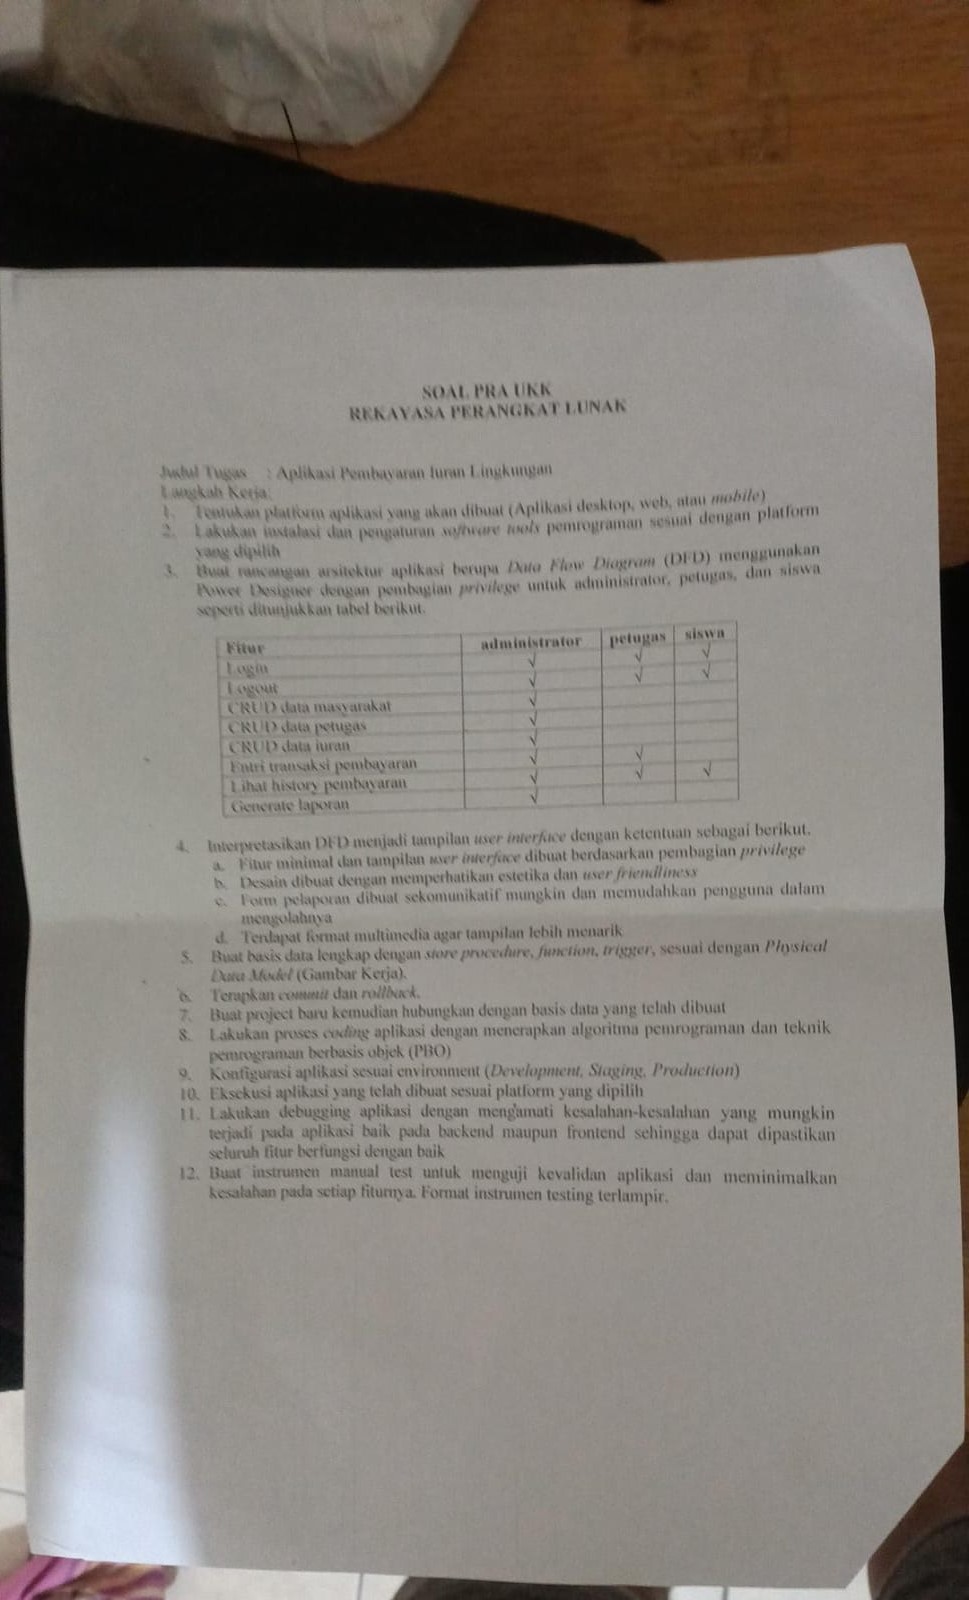 SOAL PRA UKK
REKAYASA PERANGKAT LUNAK
Judul Tugas : Aplikasi Pembayaran Iuran Lingkungan
Langkah Kerja:
1. Tentukan platform aplikasi yang akan dibuat (Aplikasi desktop, web, atau mobile)
2. Lakukan instalasi dan pengaturan software tools pemrograman sesuai dengan platform
yang dipilih
3. Buat rancangan arsitektur aplikasi berupa Data Flow Diagram (DFD) menggunakan
Power Designer dengan pembagian privilege untuk administrator, petugas, dan siswa
seperti ditunjukkan tabel berikut.
Fitur administrator petugas siswa
Login √ √ √
Logout √ √ √
CRUD data masyarakat √
CRUD data petugas √
CRUD data iuran √
Entri transaksi pembayaran √ √
Lihat history pembayaran √ √ √
Generate laporan √
4. Interpretasikan DFD menjadi tampilan user interface dengan ketentuan sebagai berikut.
a. Fitur minimal dan tampilan user interface dibuat berdasarkan pembagian privilege
b. Desain dibuat dengan memperhatikan estetika dan user friendliness
c. Form pelaporan dibuat sekomunikatif mungkin dan memudahkan pengguna dalam
mengolahnya
d. Terdapat format multimedia agar tampilan lebih menarik
5. Buat basis data lengkap dengan store procedure, function, trigger, sesuai dengan Physical
Data Model (Gambar Kerja).
6. Terapkan commit dan rollback.
7. Buat project baru kemudian hubungkan dengan basis data yang telah dibuat
8. Lakukan proses coding aplikasi dengan menerapkan algoritma pemrograman dan teknik
pemrograman berbasis objek (PBO)
9. Konfigurasi aplikasi sesuai environment (Development, Staging, Production)
10. Eksekusi aplikasi yang telah dibuat sesuai platform yang dipilih
11. Lakukan debugging aplikasi dengan mengamati kesalahan-kesalahan yang mungkin
terjadi pada aplikasi baik pada backend maupun frontend sehingga dapat dipastikan
seluruh fitur berfungsi dengan baik
12. Buat instrumen manual test untuk menguji kevalidan aplikasi dan meminimalkan
kesalahan pada setiap fiturnya. Format instrumen testing terlampir.